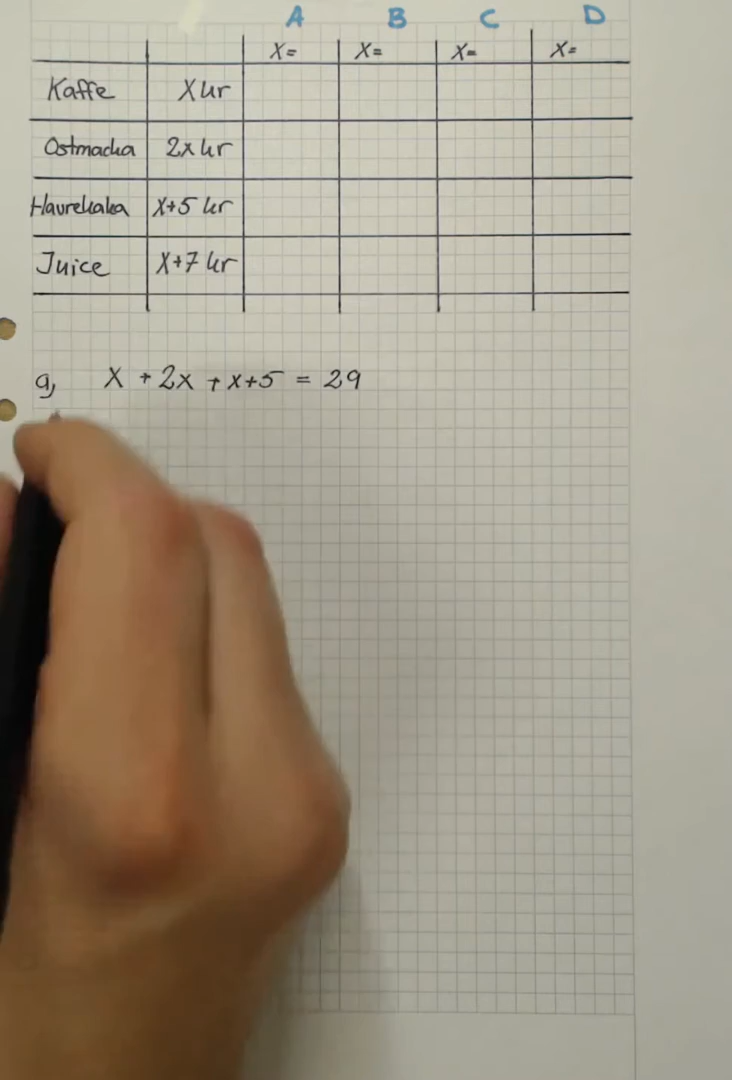 A B C D
X= X= X= X=
Kaffe X kr
Ostmacka 2x kr
Havrekaka X+5 kr
Juice X+7 kr
a, X + 2x + x+5 = 29